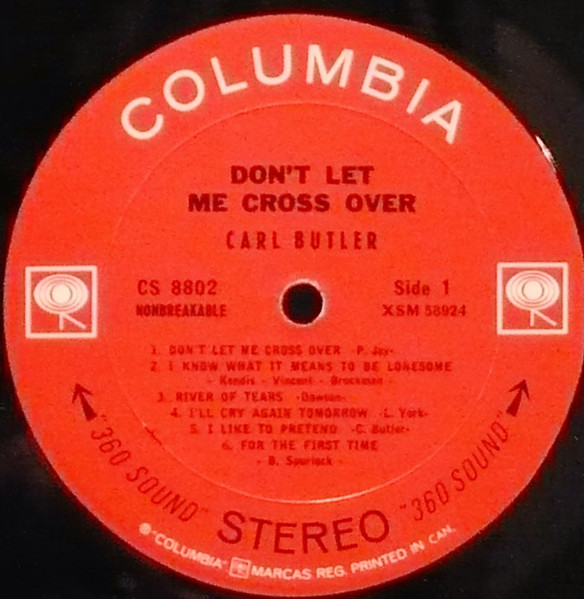 COLUMBIA
DON'T LET
ME CROSS OVER
CARL BUTLER
CS 8802
Side 1
NONBREAKABLE
XSM 58924
1. DON'T LET ME CROSS OVER -P. Jay-
2. I KNOW WHAT IT MEANS TO BE LONESOME
- Kendis - Vincent - Brockman -
3. RIVER OF TEARS -Dawson-
4. I'LL CRY AGAIN TOMORROW -L. York-
5. I LIKE TO PRETEND -C. Butler-
6. FOR THE FIRST TIME
- B. Spurlock -
"360 SOUND" STEREO "360 SOUND"
® "COLUMBIA" MARCAS REG. PRINTED IN CAN.